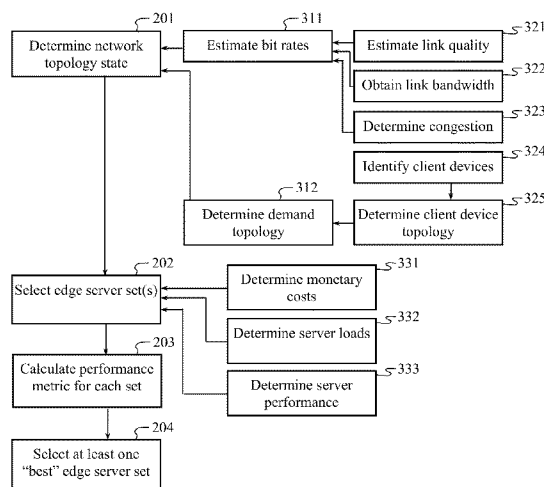 201
Determine network
topology state
311
Estimate bit rates
321
Estimate link quality
322
Obtain link bandwidth
323
Determine congestion
324
Identify client devices
312
Determine demand
topology
325
Determine client device
topology
202
Select edge server set(s)
331
Determine monetary
costs
332
Determine server loads
203
Calculate performance
metric for each set
333
Determine server
performance
204
Select at least one
“best” edge server set